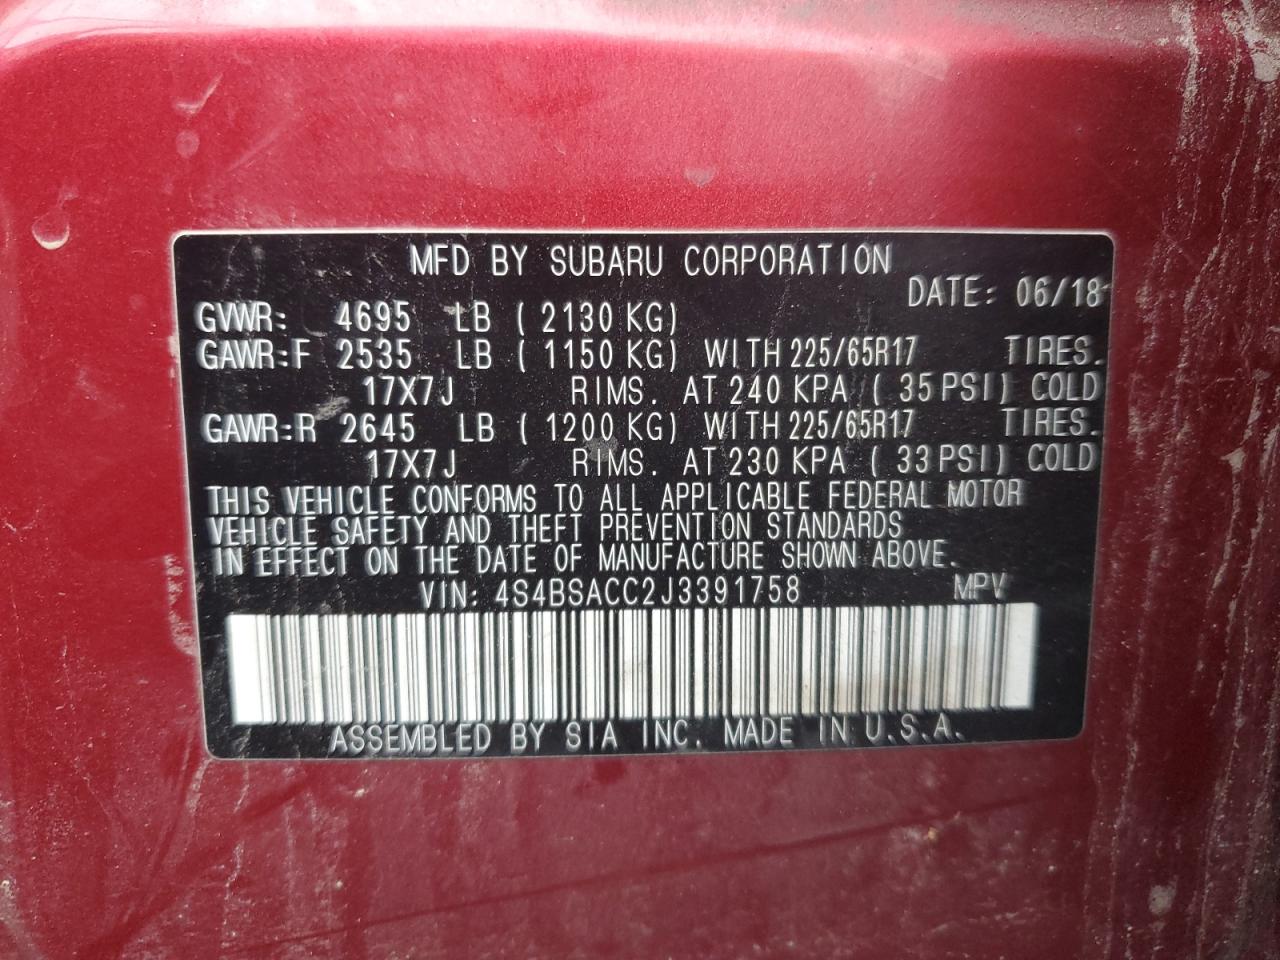 MFD BY SUBARU CORPORATION
DATE: 06/18
GVWR: 4695 LB ( 2130 KG)
GAWR:F 2535 LB ( 1150 KG) WITH 225/65R17 TIRES.
17X7J RIMS. AT 240 KPA ( 35 PSI) COLD
GAWR:R 2645 LB ( 1200 KG) WITH 225/65R17 TIRES.
17X7J RIMS. AT 230 KPA ( 33 PSI) COLD
THIS VEHICLE CONFORMS TO ALL APPLICABLE FEDERAL MOTOR
VEHICLE SAFETY AND THEFT PREVENTION STANDARDS
IN EFFECT ON THE DATE OF MANUFACTURE SHOWN ABOVE.
VIN: 4S4BSACC2J3391758 MPV
ASSEMBLED BY SIA INC. MADE IN U.S.A.